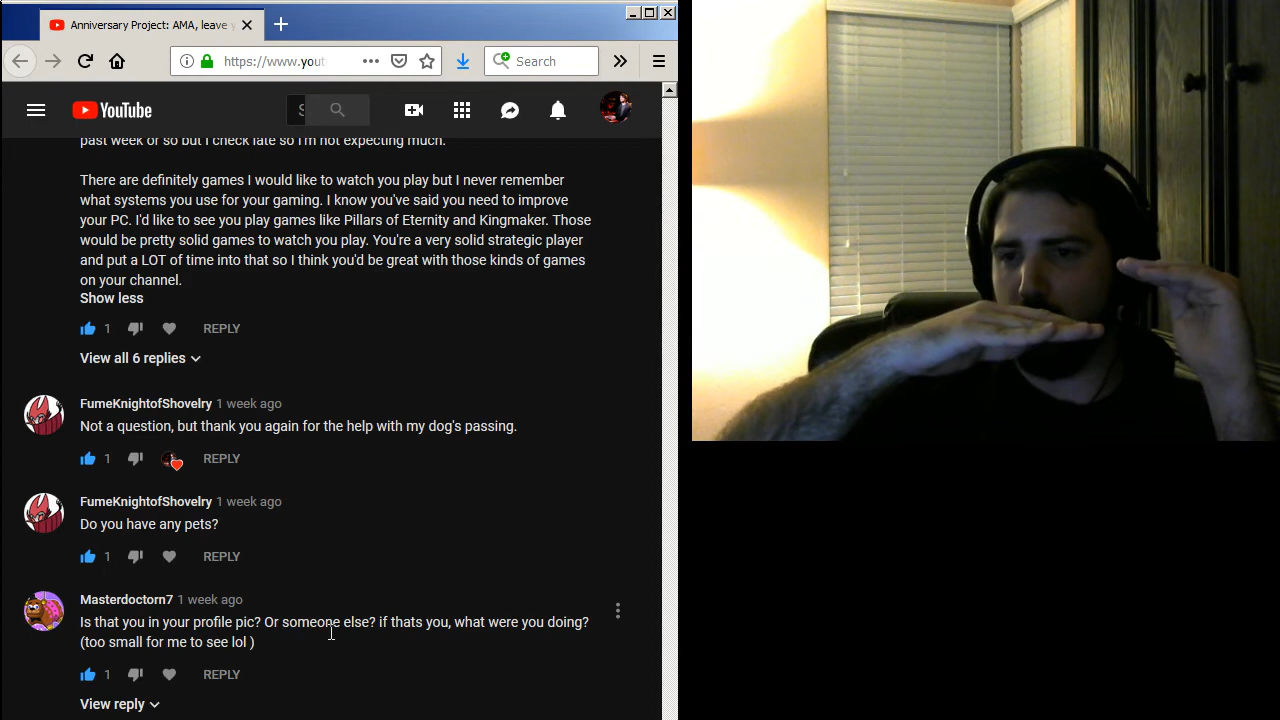 Anniversary Project: AMA, leave y
https://www.yout
Search
YouTube
S
past week or so but I check late so I'm not expecting much.
There are definitely games I would like to watch you play but I never remember
what systems you use for your gaming. I know you've said you need to improve
your PC. I'd like to see you play games like Pillars of Eternity and Kingmaker. Those
would be pretty solid games to watch you play. You're a very solid strategic player
and put a LOT of time into that so I think you'd be great with those kinds of games
on your channel.
Show less
1 REPLY
View all 6 replies
FumeKnightofShovelry 1 week ago
Not a question, but thank you again for the help with my dog's passing.
1 REPLY
FumeKnightofShovelry 1 week ago
Do you have any pets?
1 REPLY
Masterdoctorn7 1 week ago
Is that you in your profile pic? Or someone else? if thats you, what were you doing?
(too small for me to see lol )
1 REPLY
View reply